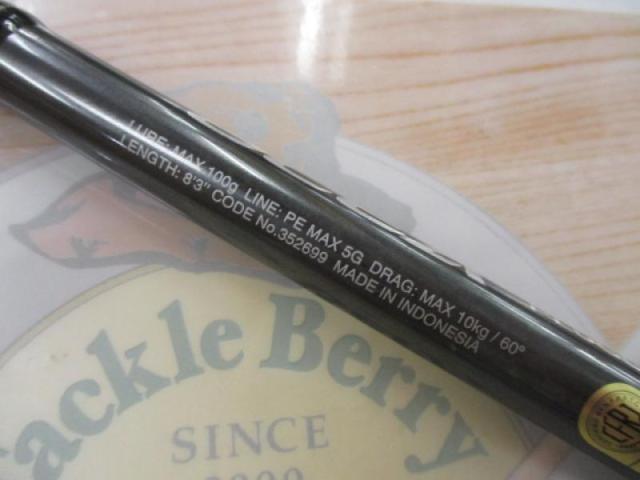 LURE: MAX 100g LINE: PE MAX 5G DRAG: MAX 10kg / 60°
LENGTH: 8'3" CODE No.352699 MADE IN INDONESIA
ackle Berry
SINCE